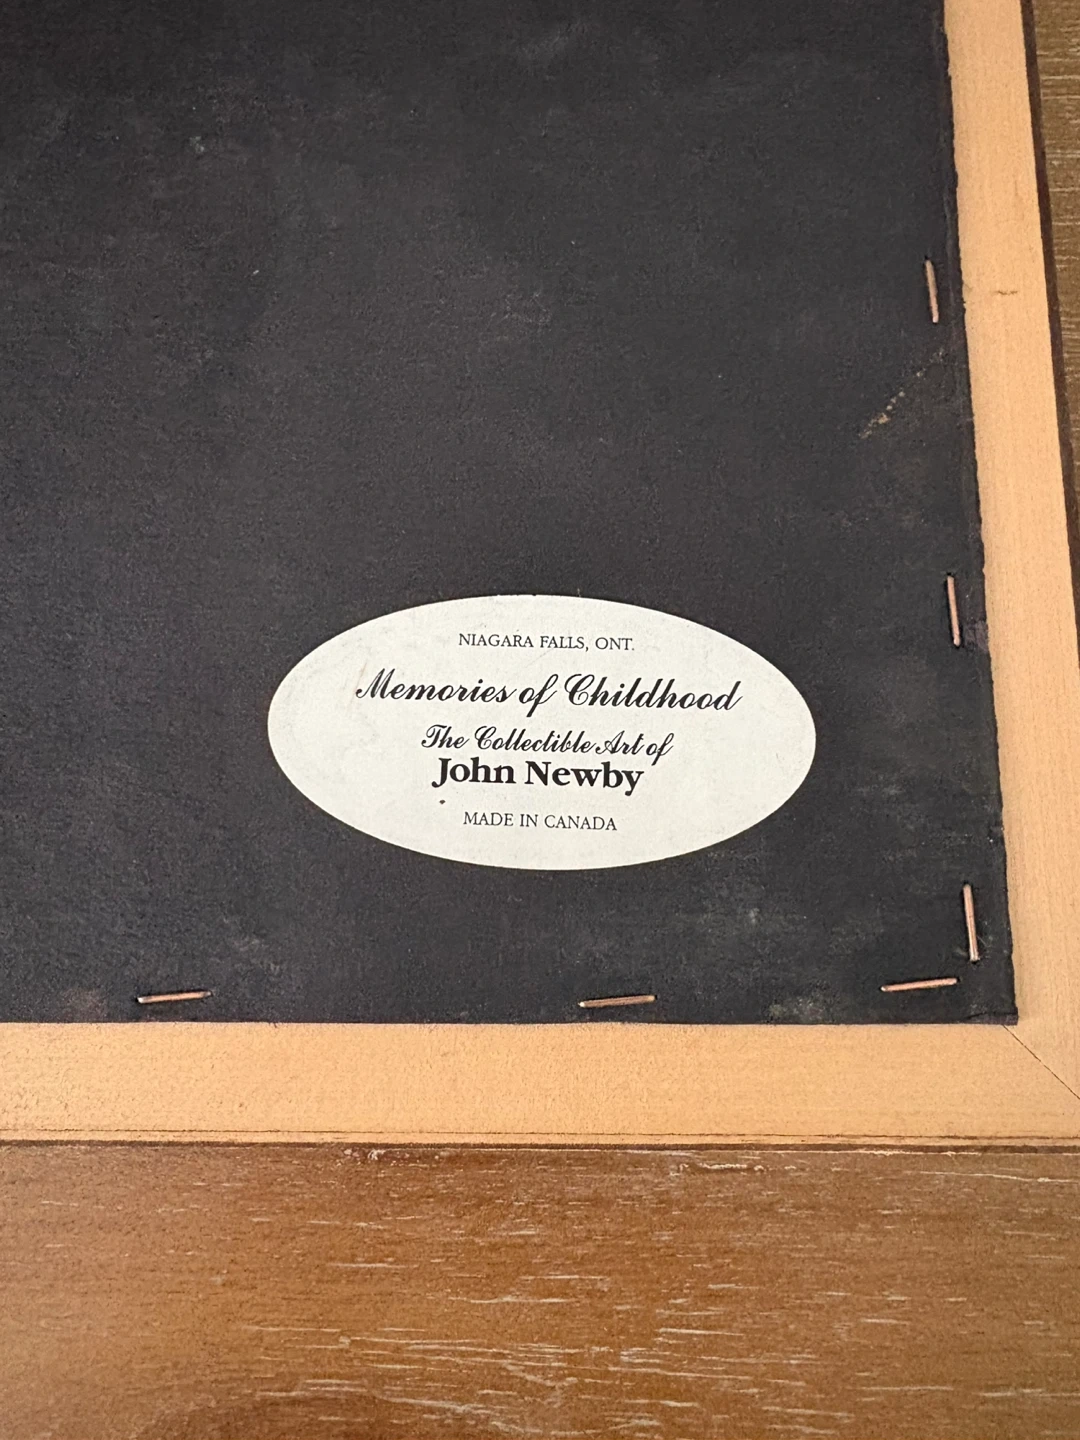 NIAGARA FALLS, ONT.
Memories of Childhood
The Collectible Art of
John Newby
MADE IN CANADA